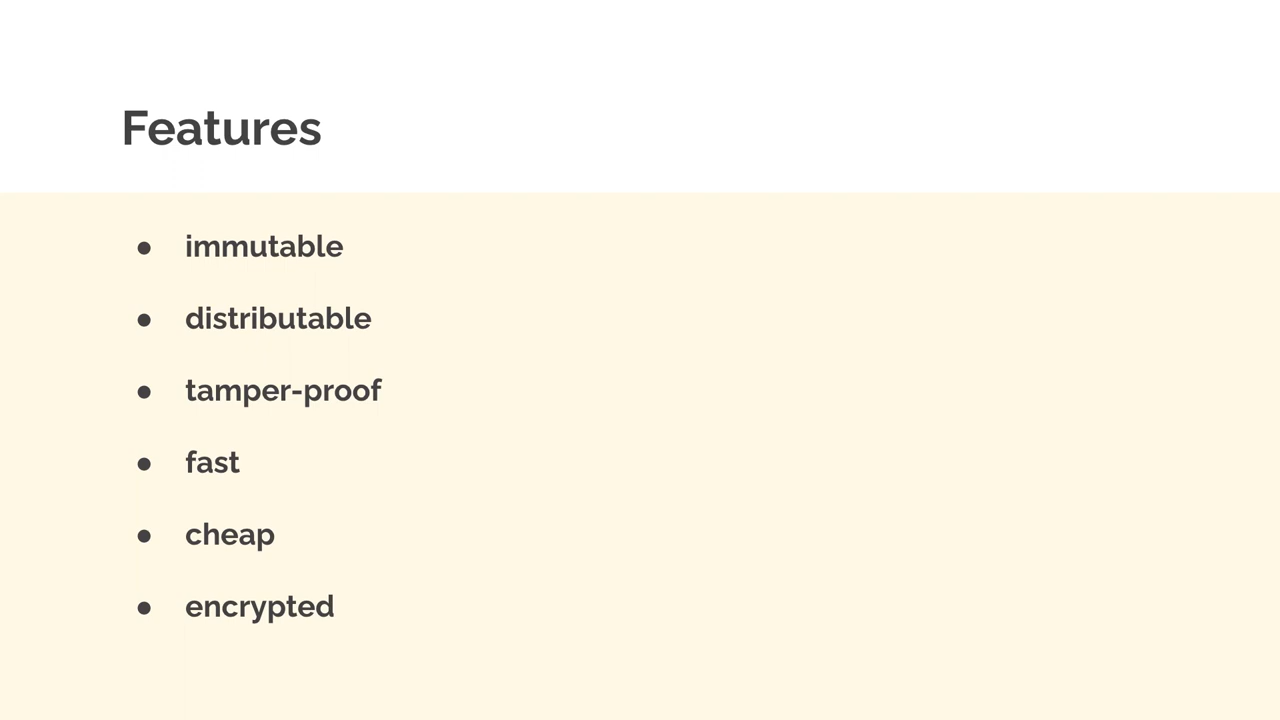 Features
● immutable
● distributable
● tamper-proof
● fast
● cheap
● encrypted